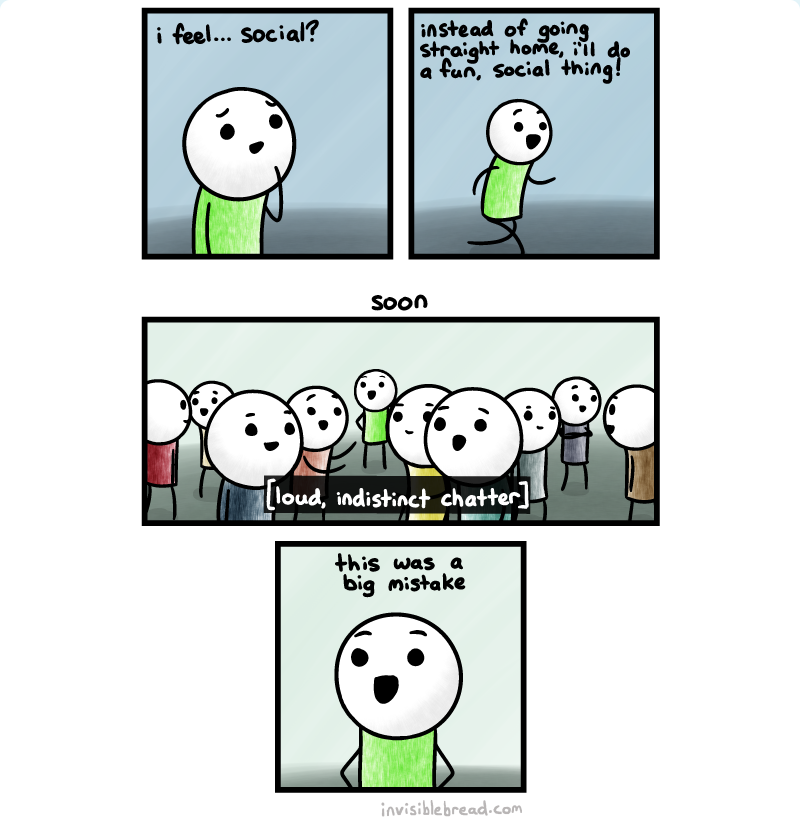 i feel... social?
instead of going
straight home, i'll do
a fun, social thing!
soon
[loud, indistinct chatter]
this was a
big mistake
invisiblebread.com